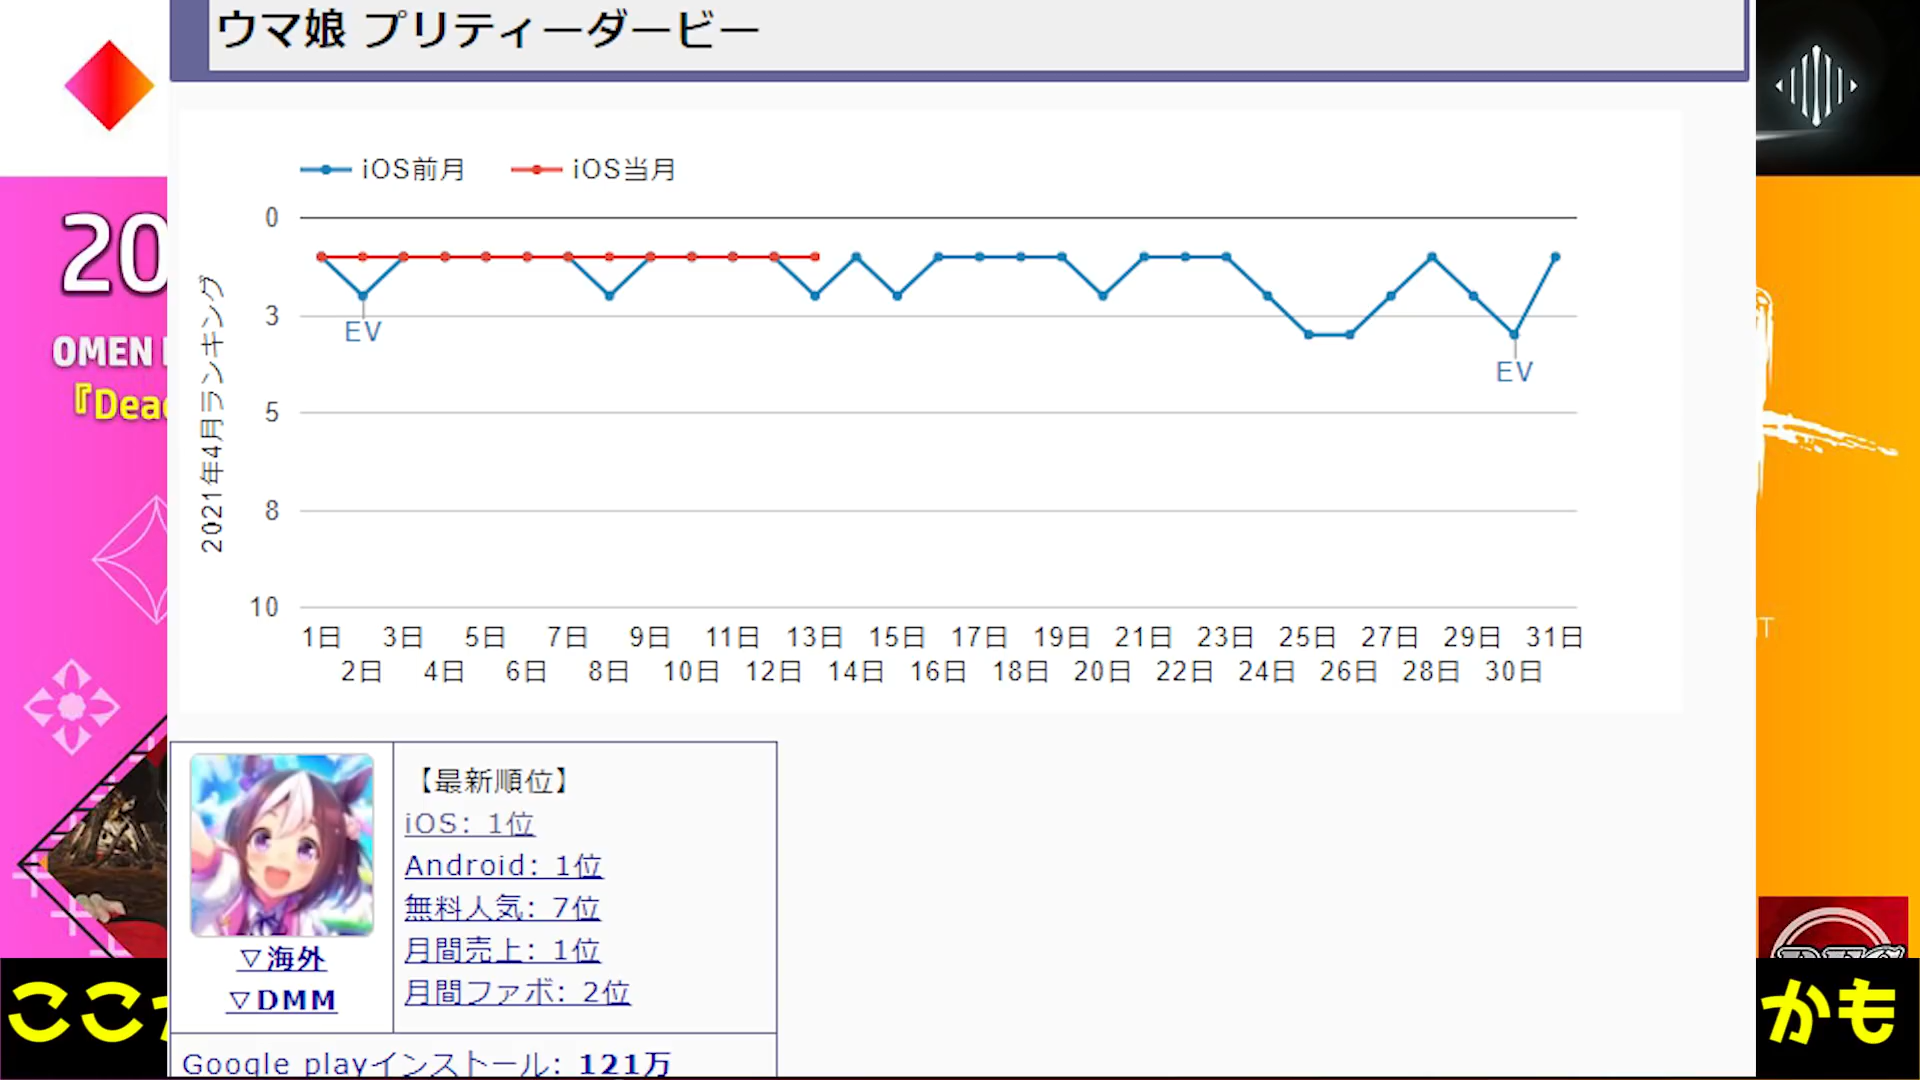 ウマ娘 プリティーダービー
iOS前月
iOS当月
2021年4月ランキング
0
3
5
8
10
EV
EV
1日 3日 5日 7日 9日 11日 13日 15日 17日 19日 21日 23日 25日 27日 29日 31日
2日 4日 6日 8日 10日 12日 14日 16日 18日 20日 22日 24日 26日 28日 30日
【最新順位】
iOS: 1位
Android: 1位
無料人気: 7位
月間売上: 1位
月間ファボ: 2位
▽海外
▽DMM
Google playインストール: 121万
20
OMEN
『Dead
ここ
かも